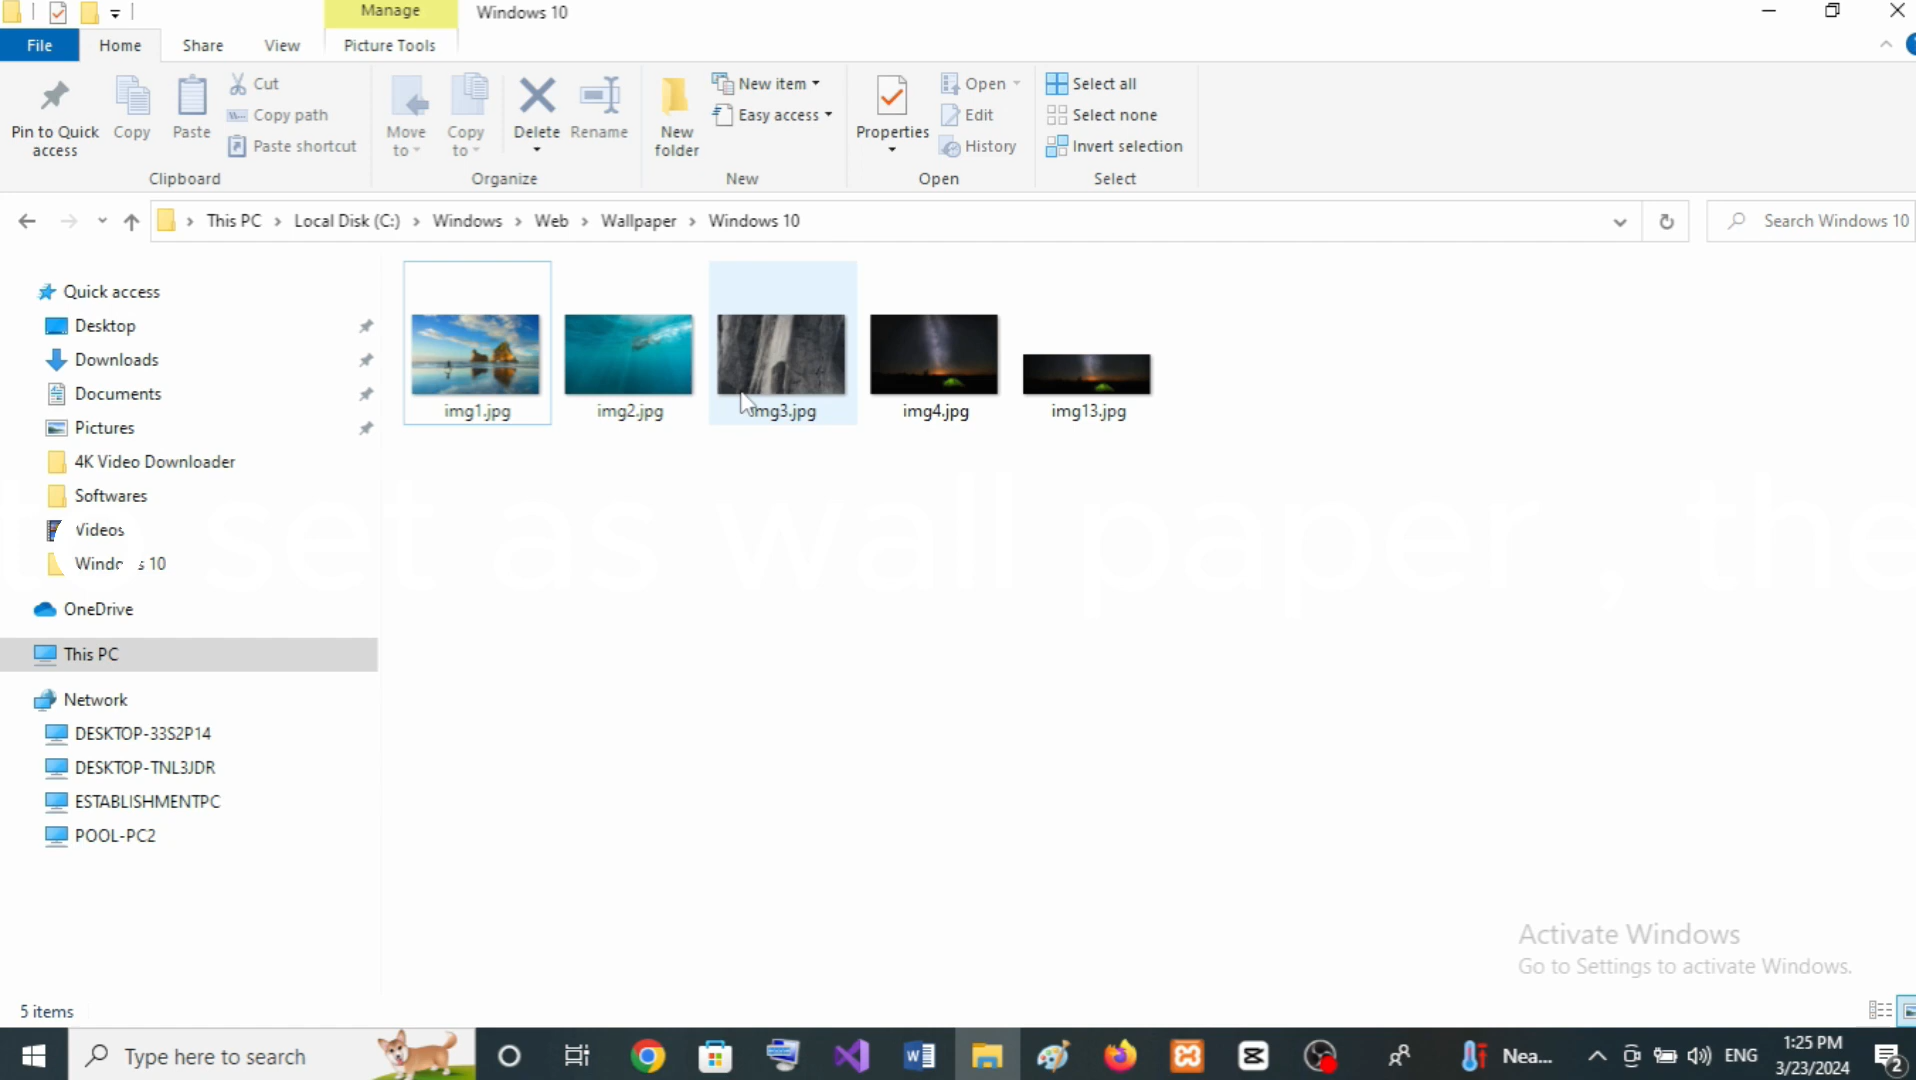 Manage
Windows 10
File
Home
Share
View
Picture Tools
Pin to Quick access
Copy
Paste
Cut
Copy path
Paste shortcut
Clipboard
Move to
Copy to
Delete
Rename
Organize
New folder
New item
Easy access
New
Properties
Open
Edit
History
Open
Select all
Select none
Invert selection
Select
This PC > Local Disk (C:) > Windows > Web > Wallpaper > Windows 10
Search Windows 10
Quick access
Desktop
Downloads
Documents
Pictures
4K Video Downloader
Softwares
Videos
OneDrive
This PC
Network
DESKTOP-33S2P14
DESKTOP-TNL3JDR
ESTABLISHMENTPC
POOL-PC2
img1.jpg
img2.jpg
img3.jpg
img4.jpg
img13.jpg
to set as wall paper , the
Activate Windows
Go to Settings to activate Windows.
5 items
Type here to search
Nea...
ENG
1:25 PM
3/23/2024
2